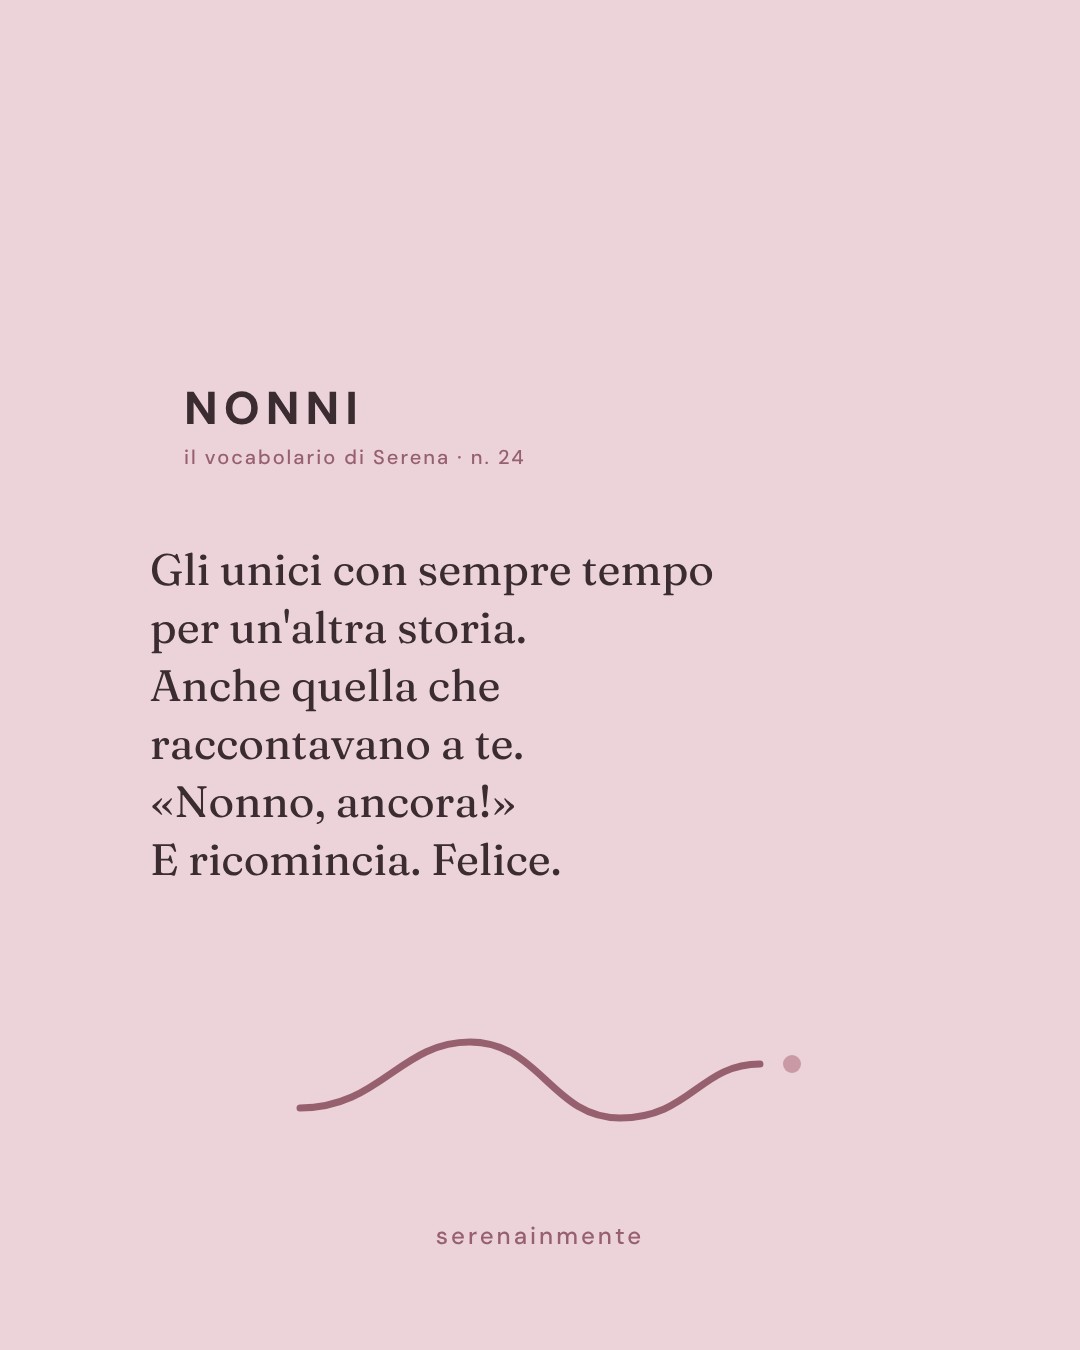 NONNI
il vocabolario di Serena · n. 24
Gli unici con sempre tempo
per un'altra storia.
Anche quella che
raccontavano a te.
«Nonno, ancora!»
E ricomincia. Felice.
serenainmente